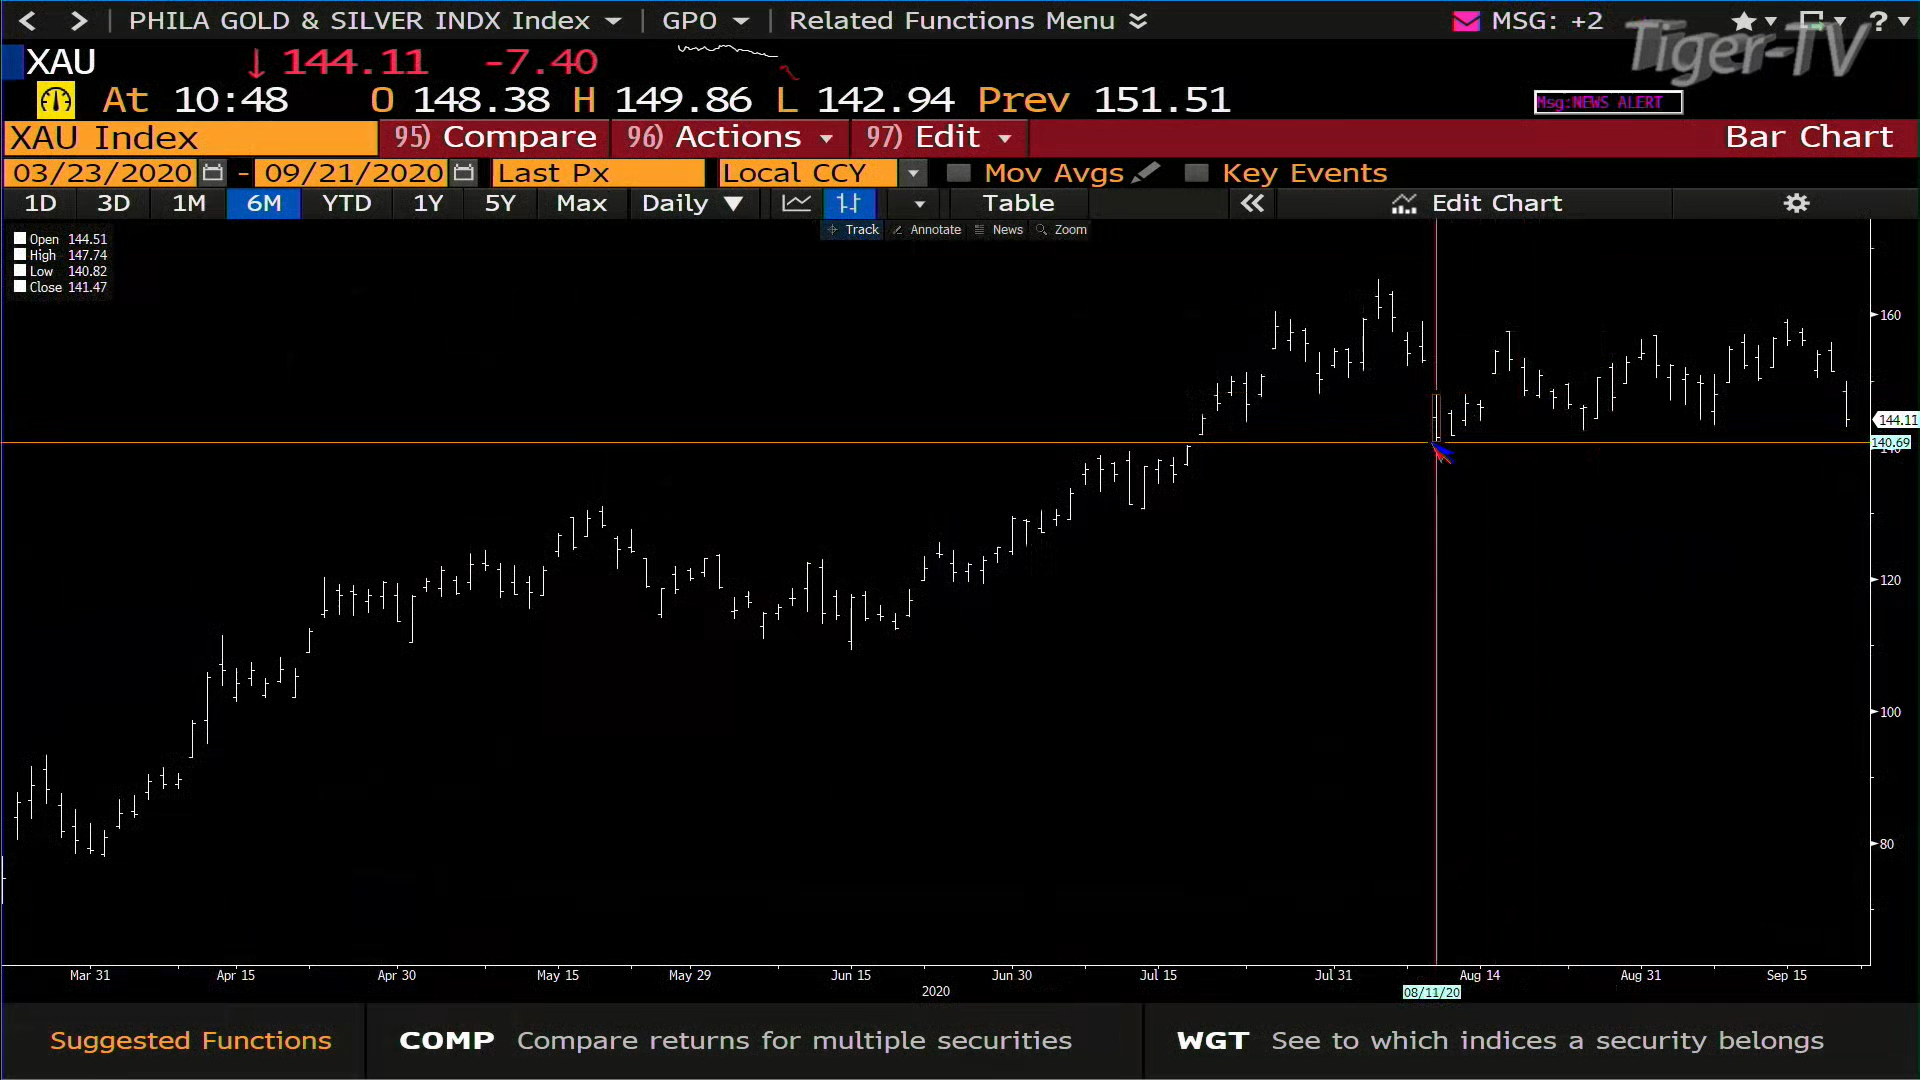 PHILA GOLD & SILVER INDX Index GPO Related Functions Menu MSG: +2 ?
Tiger-TV
XAU 144.11 -7.40
At 10:48 O 148.38 H 149.86 L 142.94 Prev 151.51
Msg:NEWS ALERT
XAU Index 95) Compare 96) Actions 97) Edit Bar Chart
03/23/2020 - 09/21/2020 Last Px Local CCY Mov Avgs Key Events
1D 3D 1M 6M YTD 1Y 5Y Max Daily Table Edit Chart
Track Annotate News Zoom
Open 144.51
High 147.74
Low 140.82
Close 141.47
160
144.11
140.69
140
120
100
80
Mar 31 Apr 15 Apr 30 May 15 May 29 Jun 15 Jun 30 Jul 15 Jul 31 Aug 14 Aug 31 Sep 15
2020 08/11/20
Suggested Functions COMP Compare returns for multiple securities WGT See to which indices a security belongs